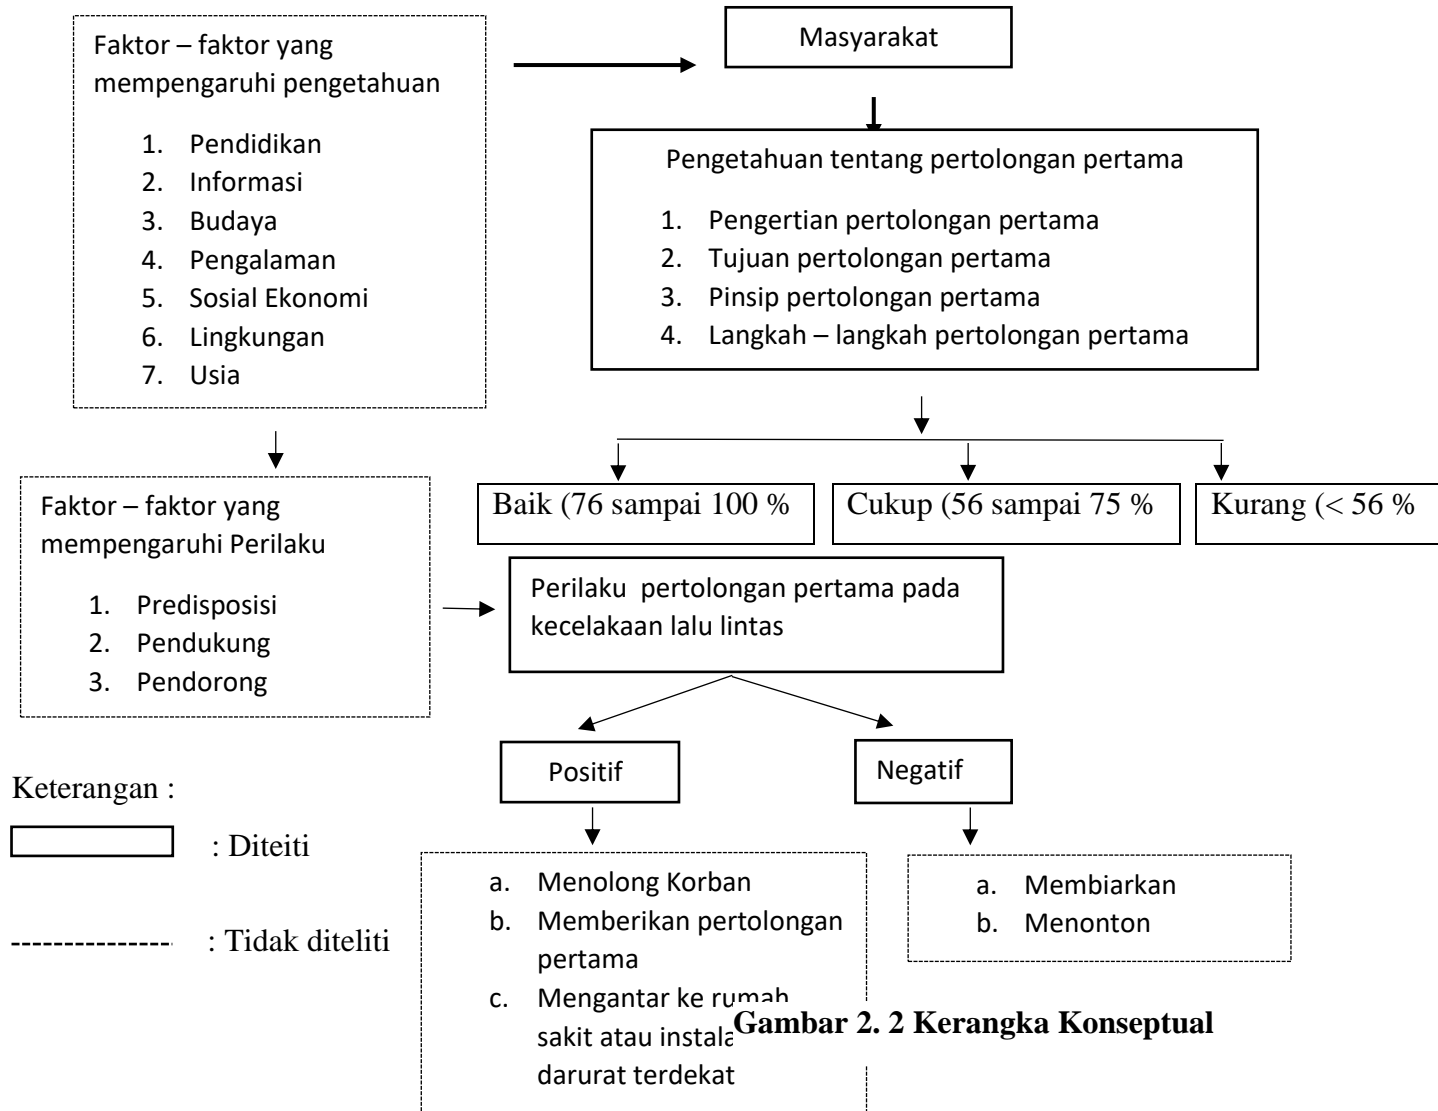 Faktor – faktor yang
mempengaruhi pengetahuan
1. Pendidikan
2. Informasi
3. Budaya
4. Pengalaman
5. Sosial Ekonomi
6. Lingkungan
7. Usia
Masyarakat
Pengetahuan tentang pertolongan pertama
1. Pengertian pertolongan pertama
2. Tujuan pertolongan pertama
3. Pinsip pertolongan pertama
4. Langkah – langkah pertolongan pertama
Baik (76 sampai 100 %
Cukup (56 sampai 75 %
Kurang (< 56 %
Faktor – faktor yang
mempengaruhi Perilaku
1. Predisposisi
2. Pendukung
3. Pendorong
Perilaku pertolongan pertama pada
kecelakaan lalu lintas
Positif
Negatif
Keterangan :
: Diteiti
: Tidak diteliti
a. Menolong Korban
b. Memberikan pertolongan
pertama
c. Mengantar ke rumah
sakit atau
darurat terdekat
a. Membiarkan
b. Menonton
Gambar 2. 2 Kerangka Konseptual